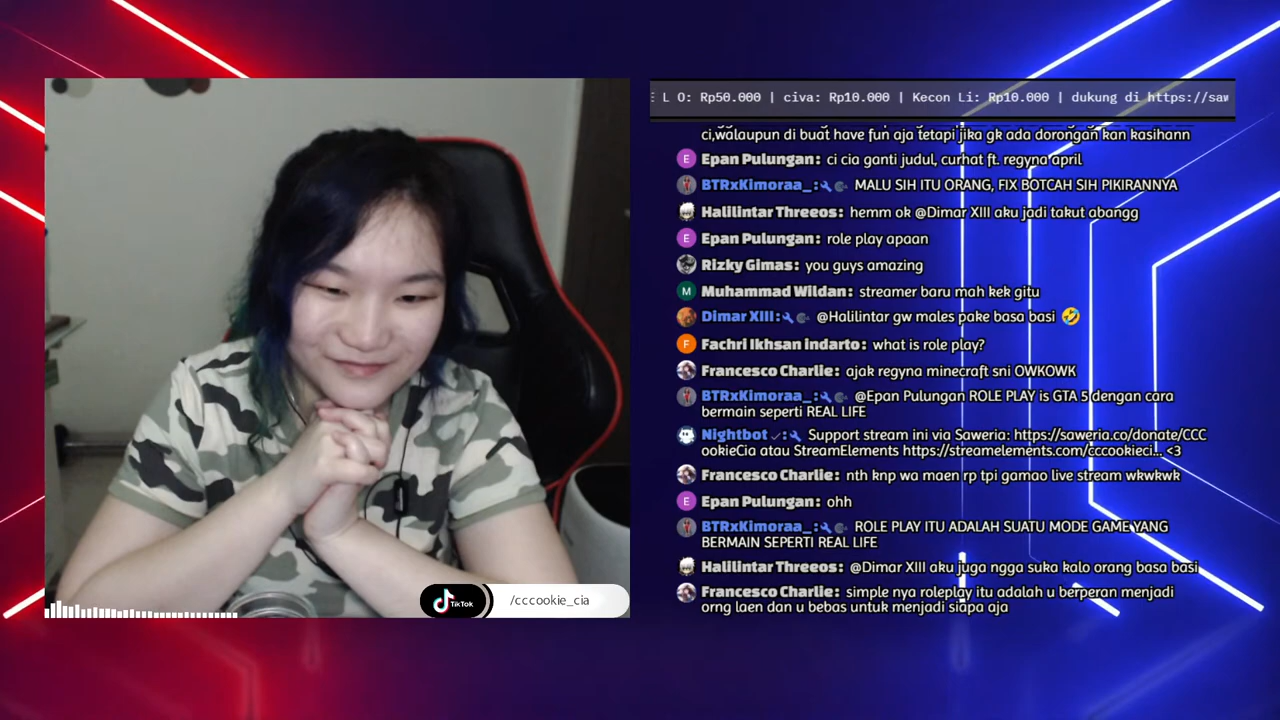 L O: Rp50.000 | civa: Rp10.000 | Kecon Li: Rp10.000 | dukung di https://saw
ci,walaupun di buat have fun aja tetapi jika gk ada dorongan kan kasihann
E Epan Pulungan: ci cia ganti judul, curhat ft. regyna april
BTRxKimoraa_: MALU SIH ITU ORANG, FIX BOTCAH SIH PIKIRANNYA
Halilintar Threeos: hemm ok @Dimar XIII aku jadi takut abangg
E Epan Pulungan: role play apaan
Rizky Gimas: you guys amazing
M Muhammad Wildan: streamer baru mah kek gitu
Dimar XIII: @Halilintar gw males pake basa basi 🤣
F Fachri Ikhsan indarto: what is role play?
Francesco Charlie: ajak regyna minecraft sni OWKOWK
BTRxKimoraa_: @Epan Pulungan ROLE PLAY is GTA 5 dengan cara
bermain seperti REAL LIFE
Nightbot ✓: Support stream ini via Saweria: https://saweria.co/donate/CCC
ookieCia atau StreamElements https://streamelements.com/cccookieci... <3
Francesco Charlie: nth knp wa maen rp tpi gamao live stream wkwkwk
E Epan Pulungan: ohh
BTRxKimoraa_: ROLE PLAY ITU ADALAH SUATU MODE GAME YANG
BERMAIN SEPERTI REAL LIFE
Halilintar Threeos: @Dimar XIII aku juga ngga suka kalo orang basa basi
Francesco Charlie: simple nya roleplay itu adalah u berperan menjadi
orng laen dan u bebas untuk menjadi siapa aja
TikTok /cccookie_cia